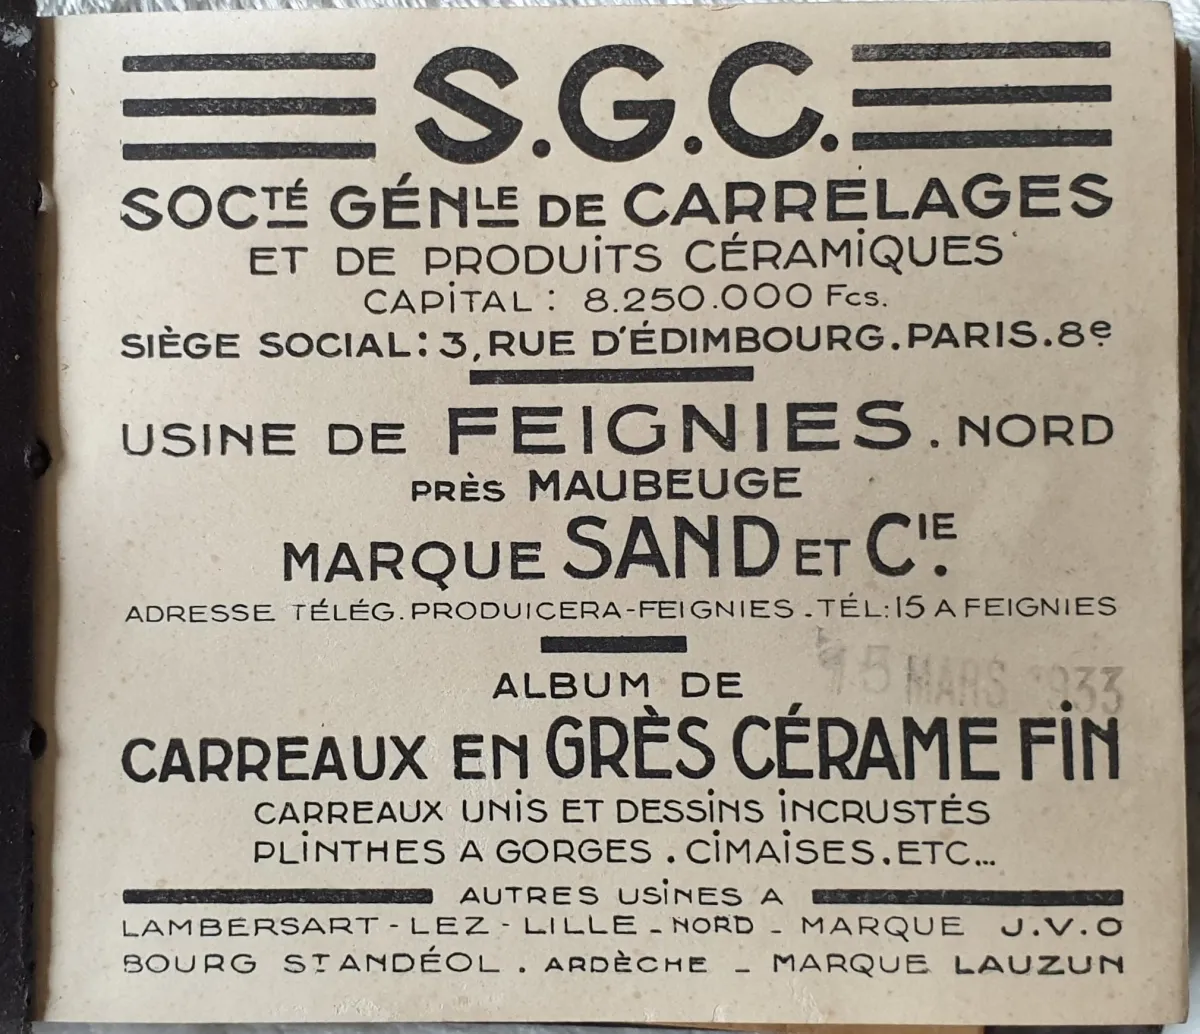 S.G.C.
SOCTÉ GÉNLE DE CARRELAGES
ET DE PRODUITS CÉRAMIQUES
CAPITAL : 8.250.000 Fcs.
SIÈGE SOCIAL : 3, RUE D'ÉDIMBOURG. PARIS. 8e
USINE DE FEIGNIES. NORD
PRÈS MAUBEUGE
MARQUE SAND ET CIE.
ADRESSE TÉLÉG. PRODUICERA-FEIGNIES. TÉL: 15 A FEIGNIES
15 MARS 1933
ALBUM DE
CARREAUX EN GRÈS CÉRAME FIN
CARREAUX UNIS ET DESSINS INCRUSTÉS
PLINTHES A GORGES. CIMAISES. ETC...
AUTRES USINES A
LAMBERSART-LEZ-LILLE - NORD - MARQUE J.V.O
BOURG ST ANDÉOL. ARDÈCHE - MARQUE LAUZUN